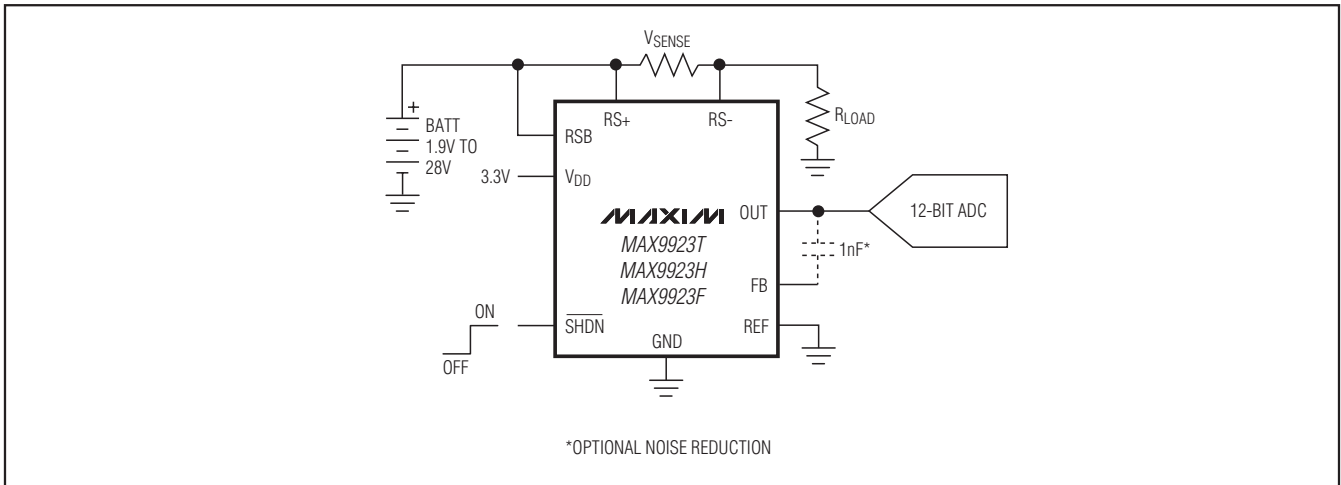 VSENSE
+
BATT
1.9V TO
28V
RS+
RS-
RLOAD
RSB
3.3V
VDD
MAXIM
OUT
12-BIT ADC
MAX9923T
MAX9923H
MAX9923F
1nF*
FB
ON
OFF
SHDN
REF
GND
*OPTIONAL NOISE REDUCTION